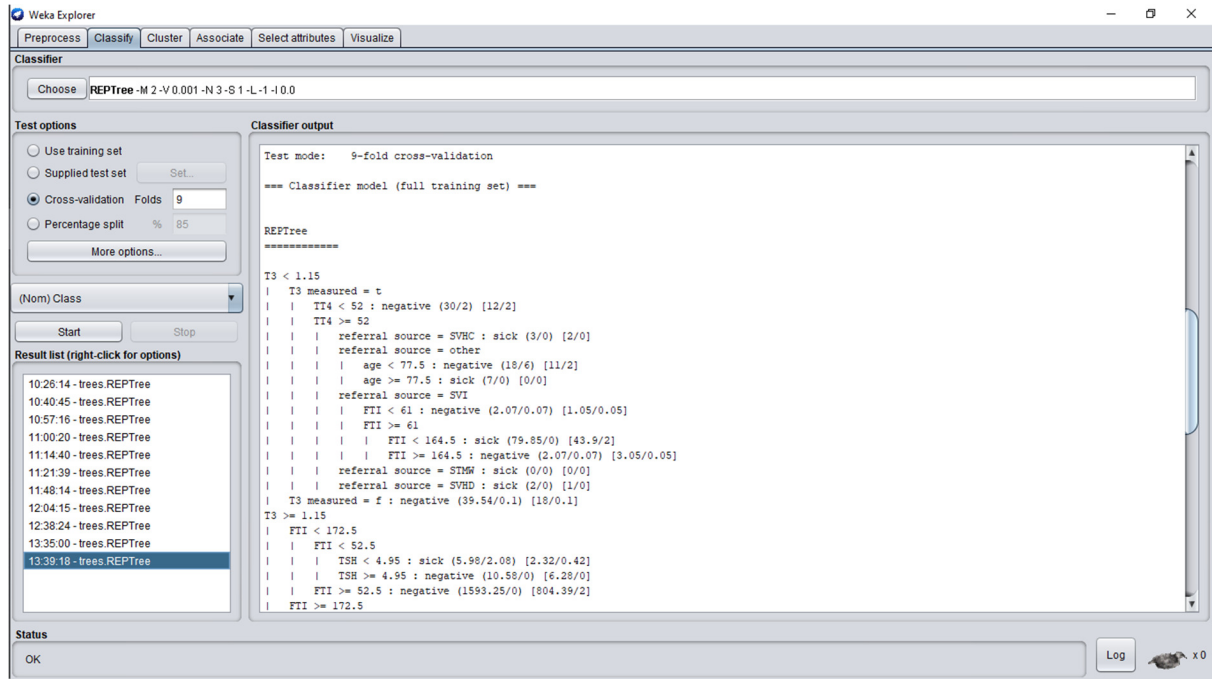 Weka Explorer
Preprocess Classify Cluster Associate Select attributes Visualize
Classifier
Choose REPTree -M 2 -V 0.001 -N 3 -S 1 -L -1 -I 0.0
Test options
Use training set
Supplied test set Set...
Cross-validation Folds 9
Percentage split % 85
More options...
(Nom) Class
Start Stop
Result list (right-click for options)
10:26:14 - trees.REPTree
10:40:45 - trees.REPTree
10:57:16 - trees.REPTree
11:00:20 - trees.REPTree
11:14:40 - trees.REPTree
11:21:39 - trees.REPTree
11:48:14 - trees.REPTree
12:04:15 - trees.REPTree
12:38:24 - trees.REPTree
13:35:00 - trees.REPTree
13:39:18 - trees.REPTree
Classifier output
Test mode:    9-fold cross-validation
=== Classifier model (full training set) ===
REPTree
============
T3 < 1.15
|   T3 measured = t
|   |   TT4 < 52 : negative (30/2) [12/2]
|   |   TT4 >= 52
|   |   |   referral source = SVHC : sick (3/0) [2/0]
|   |   |   referral source = other
|   |   |   |   age < 77.5 : negative (18/6) [11/2]
|   |   |   |   age >= 77.5 : sick (7/0) [0/0]
|   |   |   referral source = SVI
|   |   |   |   FTI < 61 : negative (2.07/0.07) [1.05/0.05]
|   |   |   |   FTI >= 61
|   |   |   |   |   FTI < 164.5 : sick (79.85/0) [43.9/2]
|   |   |   |   |   FTI >= 164.5 : negative (2.07/0.07) [3.05/0.05]
|   |   |   referral source = STMW : sick (0/0) [0/0]
|   |   |   referral source = SVHD : sick (2/0) [1/0]
|   T3 measured = f : negative (39.54/0.1) [18/0.1]
T3 >= 1.15
|   FTI < 172.5
|   |   FTI < 52.5
|   |   |   TSH < 4.95 : sick (5.98/2.08) [2.32/0.42]
|   |   |   TSH >= 4.95 : negative (10.58/0) [6.28/0]
|   |   FTI >= 52.5 : negative (1593.25/0) [804.39/2]
|   FTI >= 172.5
Status
OK
Log
x 0